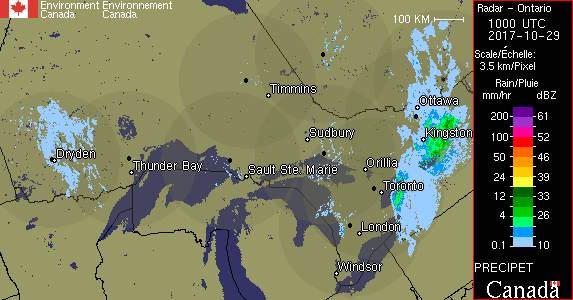 Environment Environnement
Canada Canada
100 KM
Timmins
Ottawa
Sudbury
Kingston
Dryden
Thunder Bay
Sault Ste. Marie
Orillia
Toronto
London
Windsor
Radar - Ontario
1000 UTC
2017-10-29
Scale/Échelle:
3.5 km/Pixel
Rain/Pluie
mm/hr dBZ
200 61
100 52
50 46
24 39
12 33
4 26
0.1 10
PRECIPET
Canada